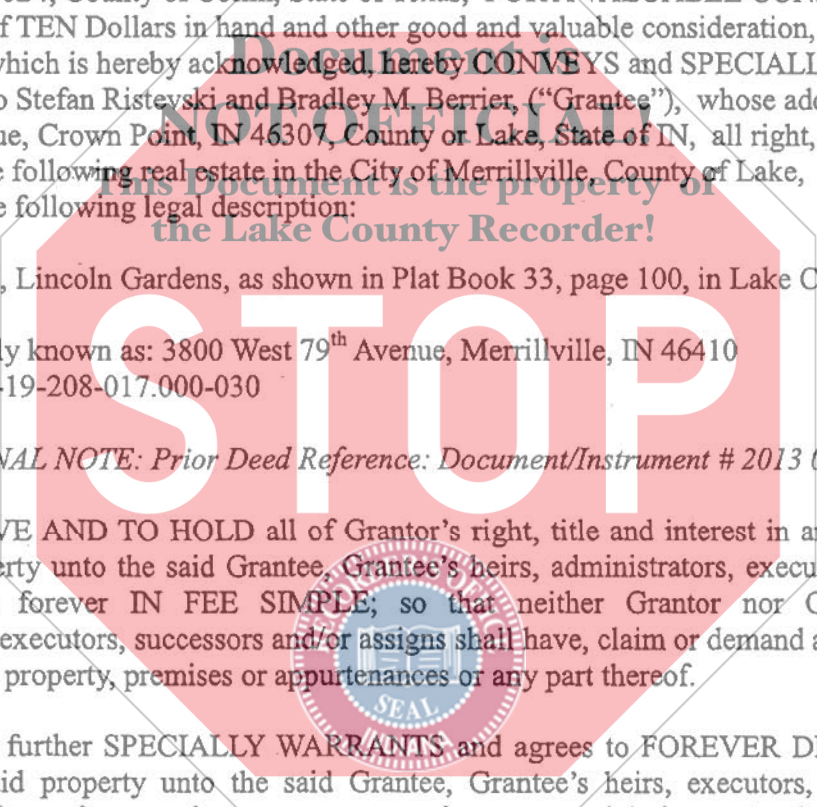 of TEN Dollars in hand and other good and valuable consideration,
which is hereby acknowledged, hereby CONVEYS and SPECIALL
Document is
o Stefan Ristevski and Bradley M. Berrier, ("Grantee"), whose add
NOT OFFICIAL!
ue, Crown Point, IN 46307, County or Lake, State of IN, all right,
e following real estate in the City of Merrillville, County of Lake,
This Document is the property of
e following legal description:
the Lake County Recorder!
, Lincoln Gardens, as shown in Plat Book 33, page 100, in Lake C
ly known as: 3800 West 79th Avenue, Merrillville, IN 46410
-19-208-017.000-030
STOP
NAL NOTE: Prior Deed Reference: Document/Instrument # 2013
VE AND TO HOLD all of Grantor's right, title and interest in a
erty unto the said Grantee, Grantee's heirs, administrators, execu
forever IN FEE SIMPLE; so that neither Grantor nor
executors, successors and/or assigns shall have, claim or demand a
property, premises or appurtenances or any part thereof.
SEAL
further SPECIALLY WARRANTS and agrees to FOREVER D
id property unto the said Grantee, Grantee's heirs, executors,